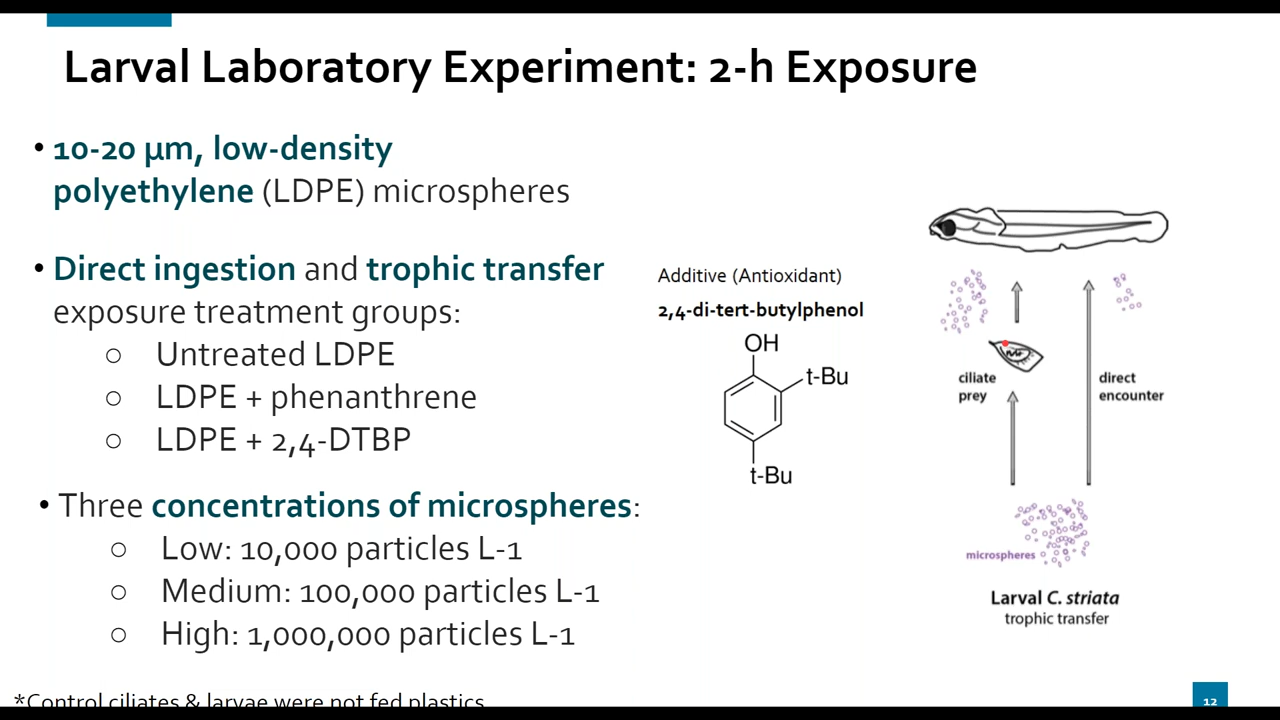 Larval Laboratory Experiment: 2-h Exposure
• 10-20 µm, low-density
polyethylene (LDPE) microspheres
• Direct ingestion and trophic transfer
exposure treatment groups:
○ Untreated LDPE
○ LDPE + phenanthrene
○ LDPE + 2,4-DTBP
• Three concentrations of microspheres:
○ Low: 10,000 particles L-1
○ Medium: 100,000 particles L-1
○ High: 1,000,000 particles L-1
*Control ciliates & larvae were not fed plastics
Additive (Antioxidant)
2,4-di-tert-butylphenol
OH
t-Bu
t-Bu
ciliate
prey
direct
encounter
microspheres
Larval C. striata
trophic transfer
12